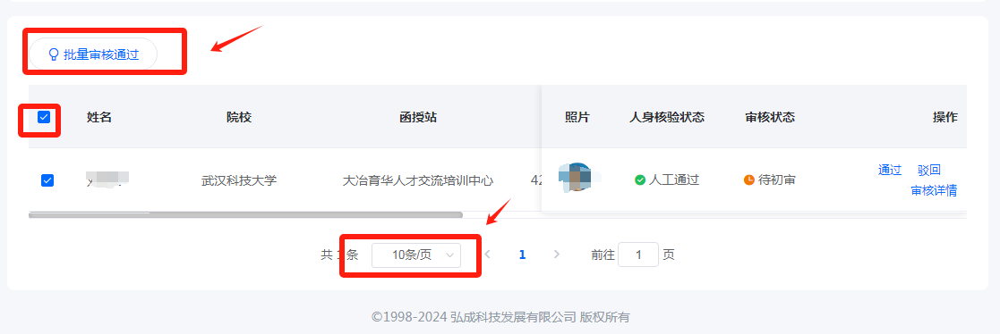 批量审核通过
姓名 院校 函授站 照片 人身核验状态 审核状态 操作
武汉科技大学 大冶育华人才交流培训中心 42 人工通过 待初审 通过 驳回
审核详情
共 条 10条/页 1 前往 1 页
©1998-2024 弘成科技发展有限公司 版权所有